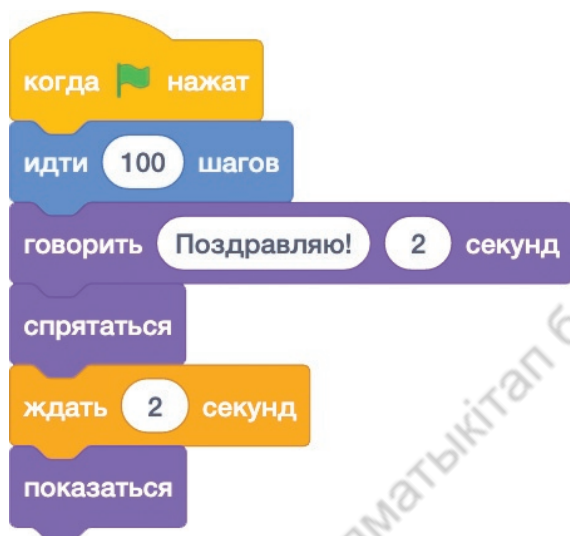 когда нажат
идти 100 шагов
говорить Поздравляю! 2 секунд
спрятаться
ждать 2 секунд
показаться